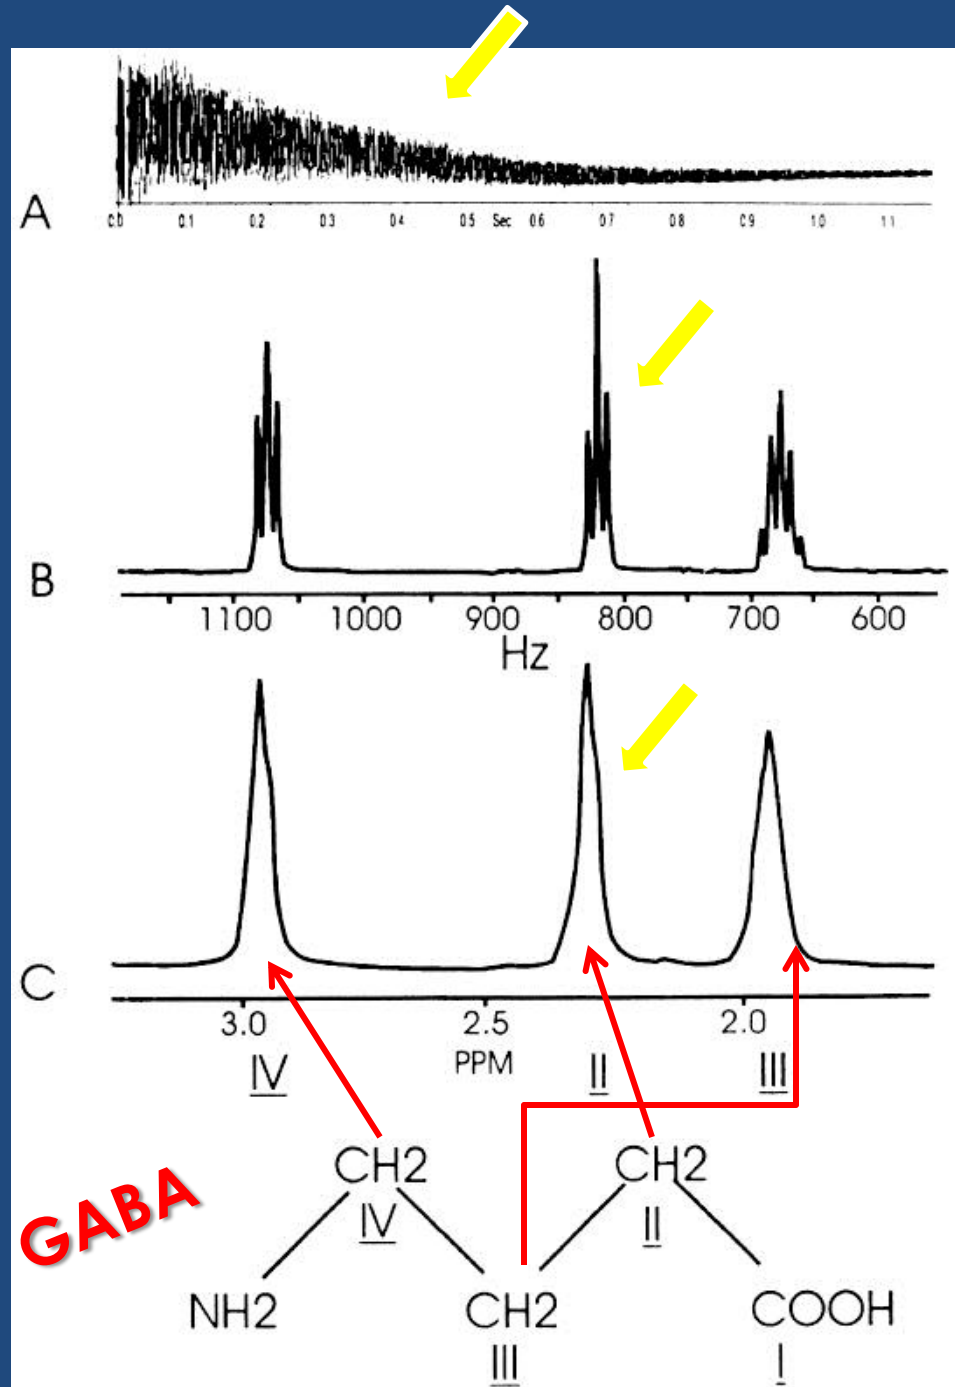 A
0.0 0.1 0.2 0.3 0.4 0.5 Sec 0.6 0.7 0.8 0.9 1.0 1.1
B
1100 1000 900 800 700 600
Hz
C
3.0 2.5 2.0
IV PPM II III
GABA
CH2 CH2
IV II
NH2 CH2 COOH
III I